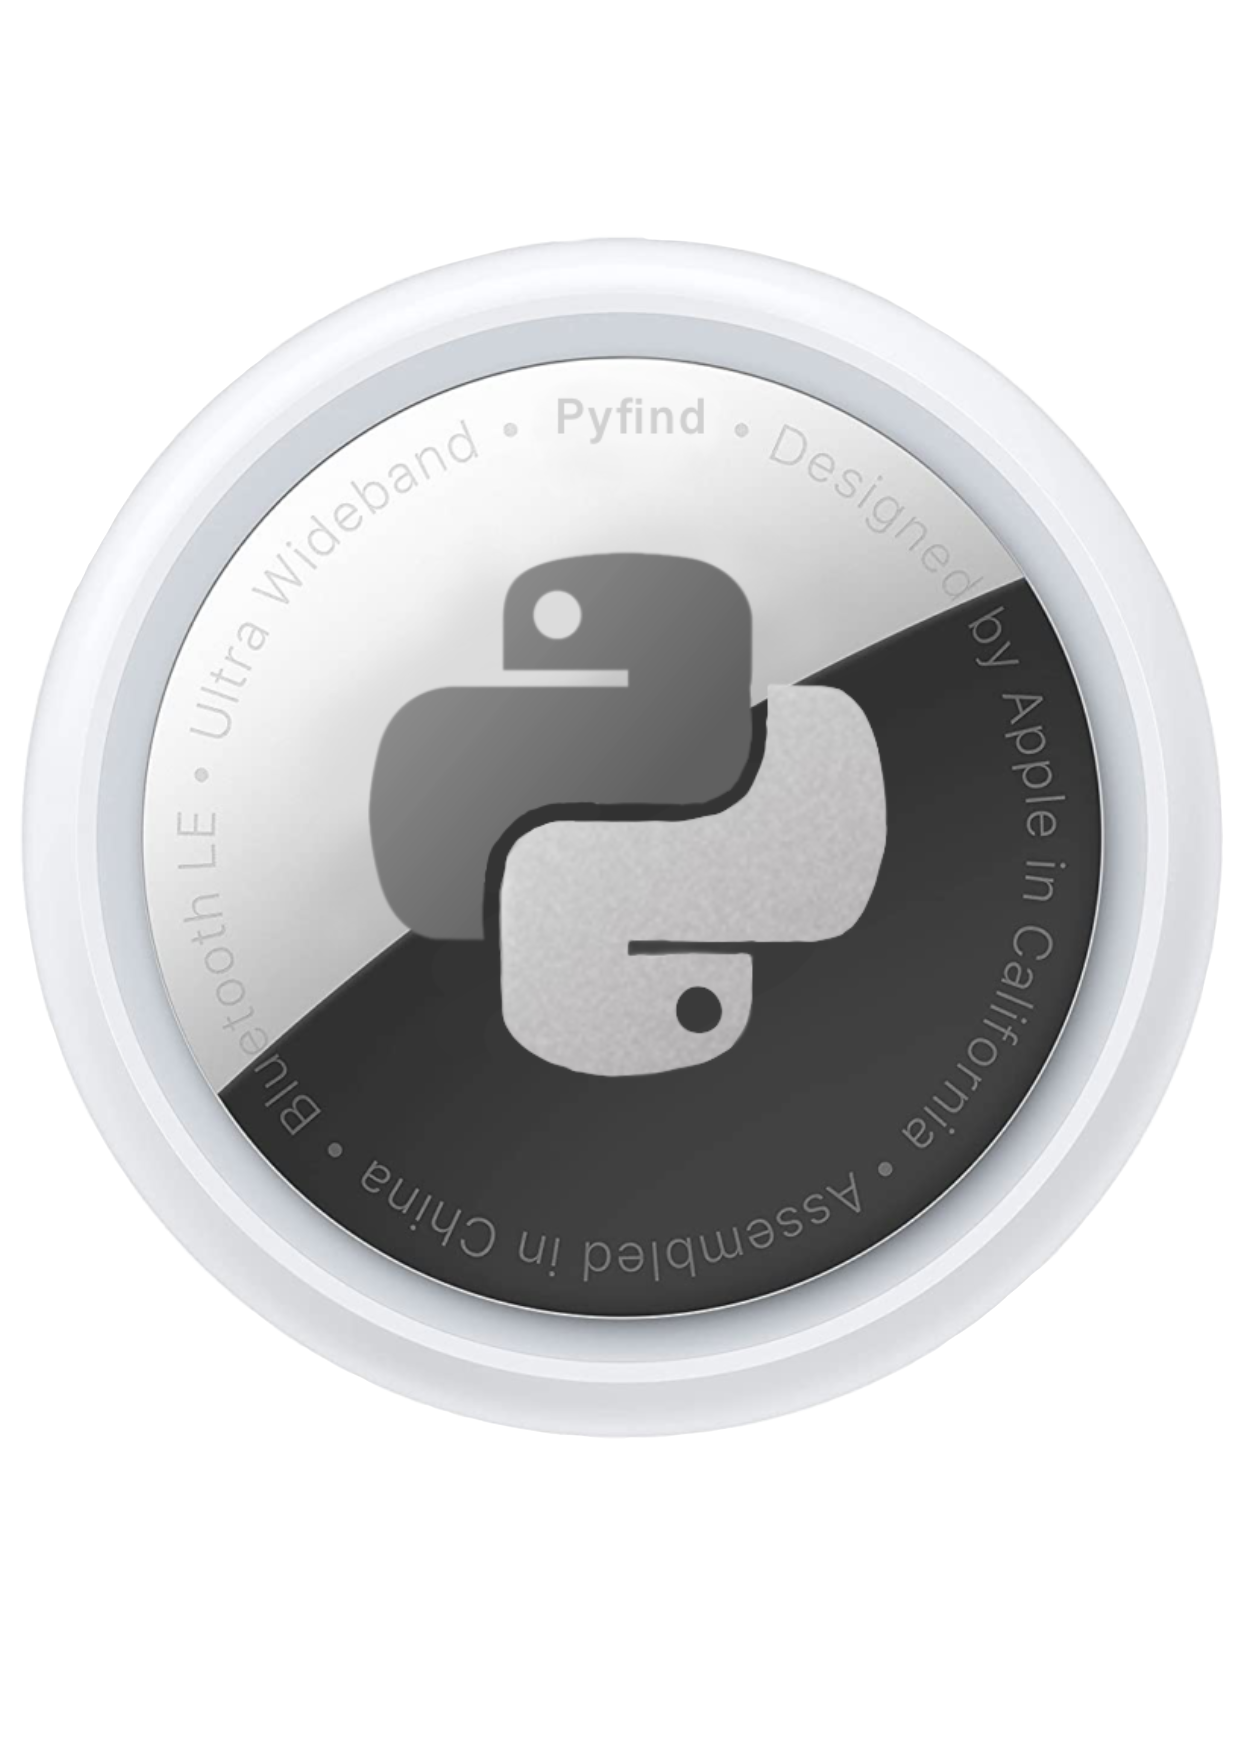 Pyfind • Designed by Apple in California • Assembled in China • Bluetooth LE • Ultra Wideband •